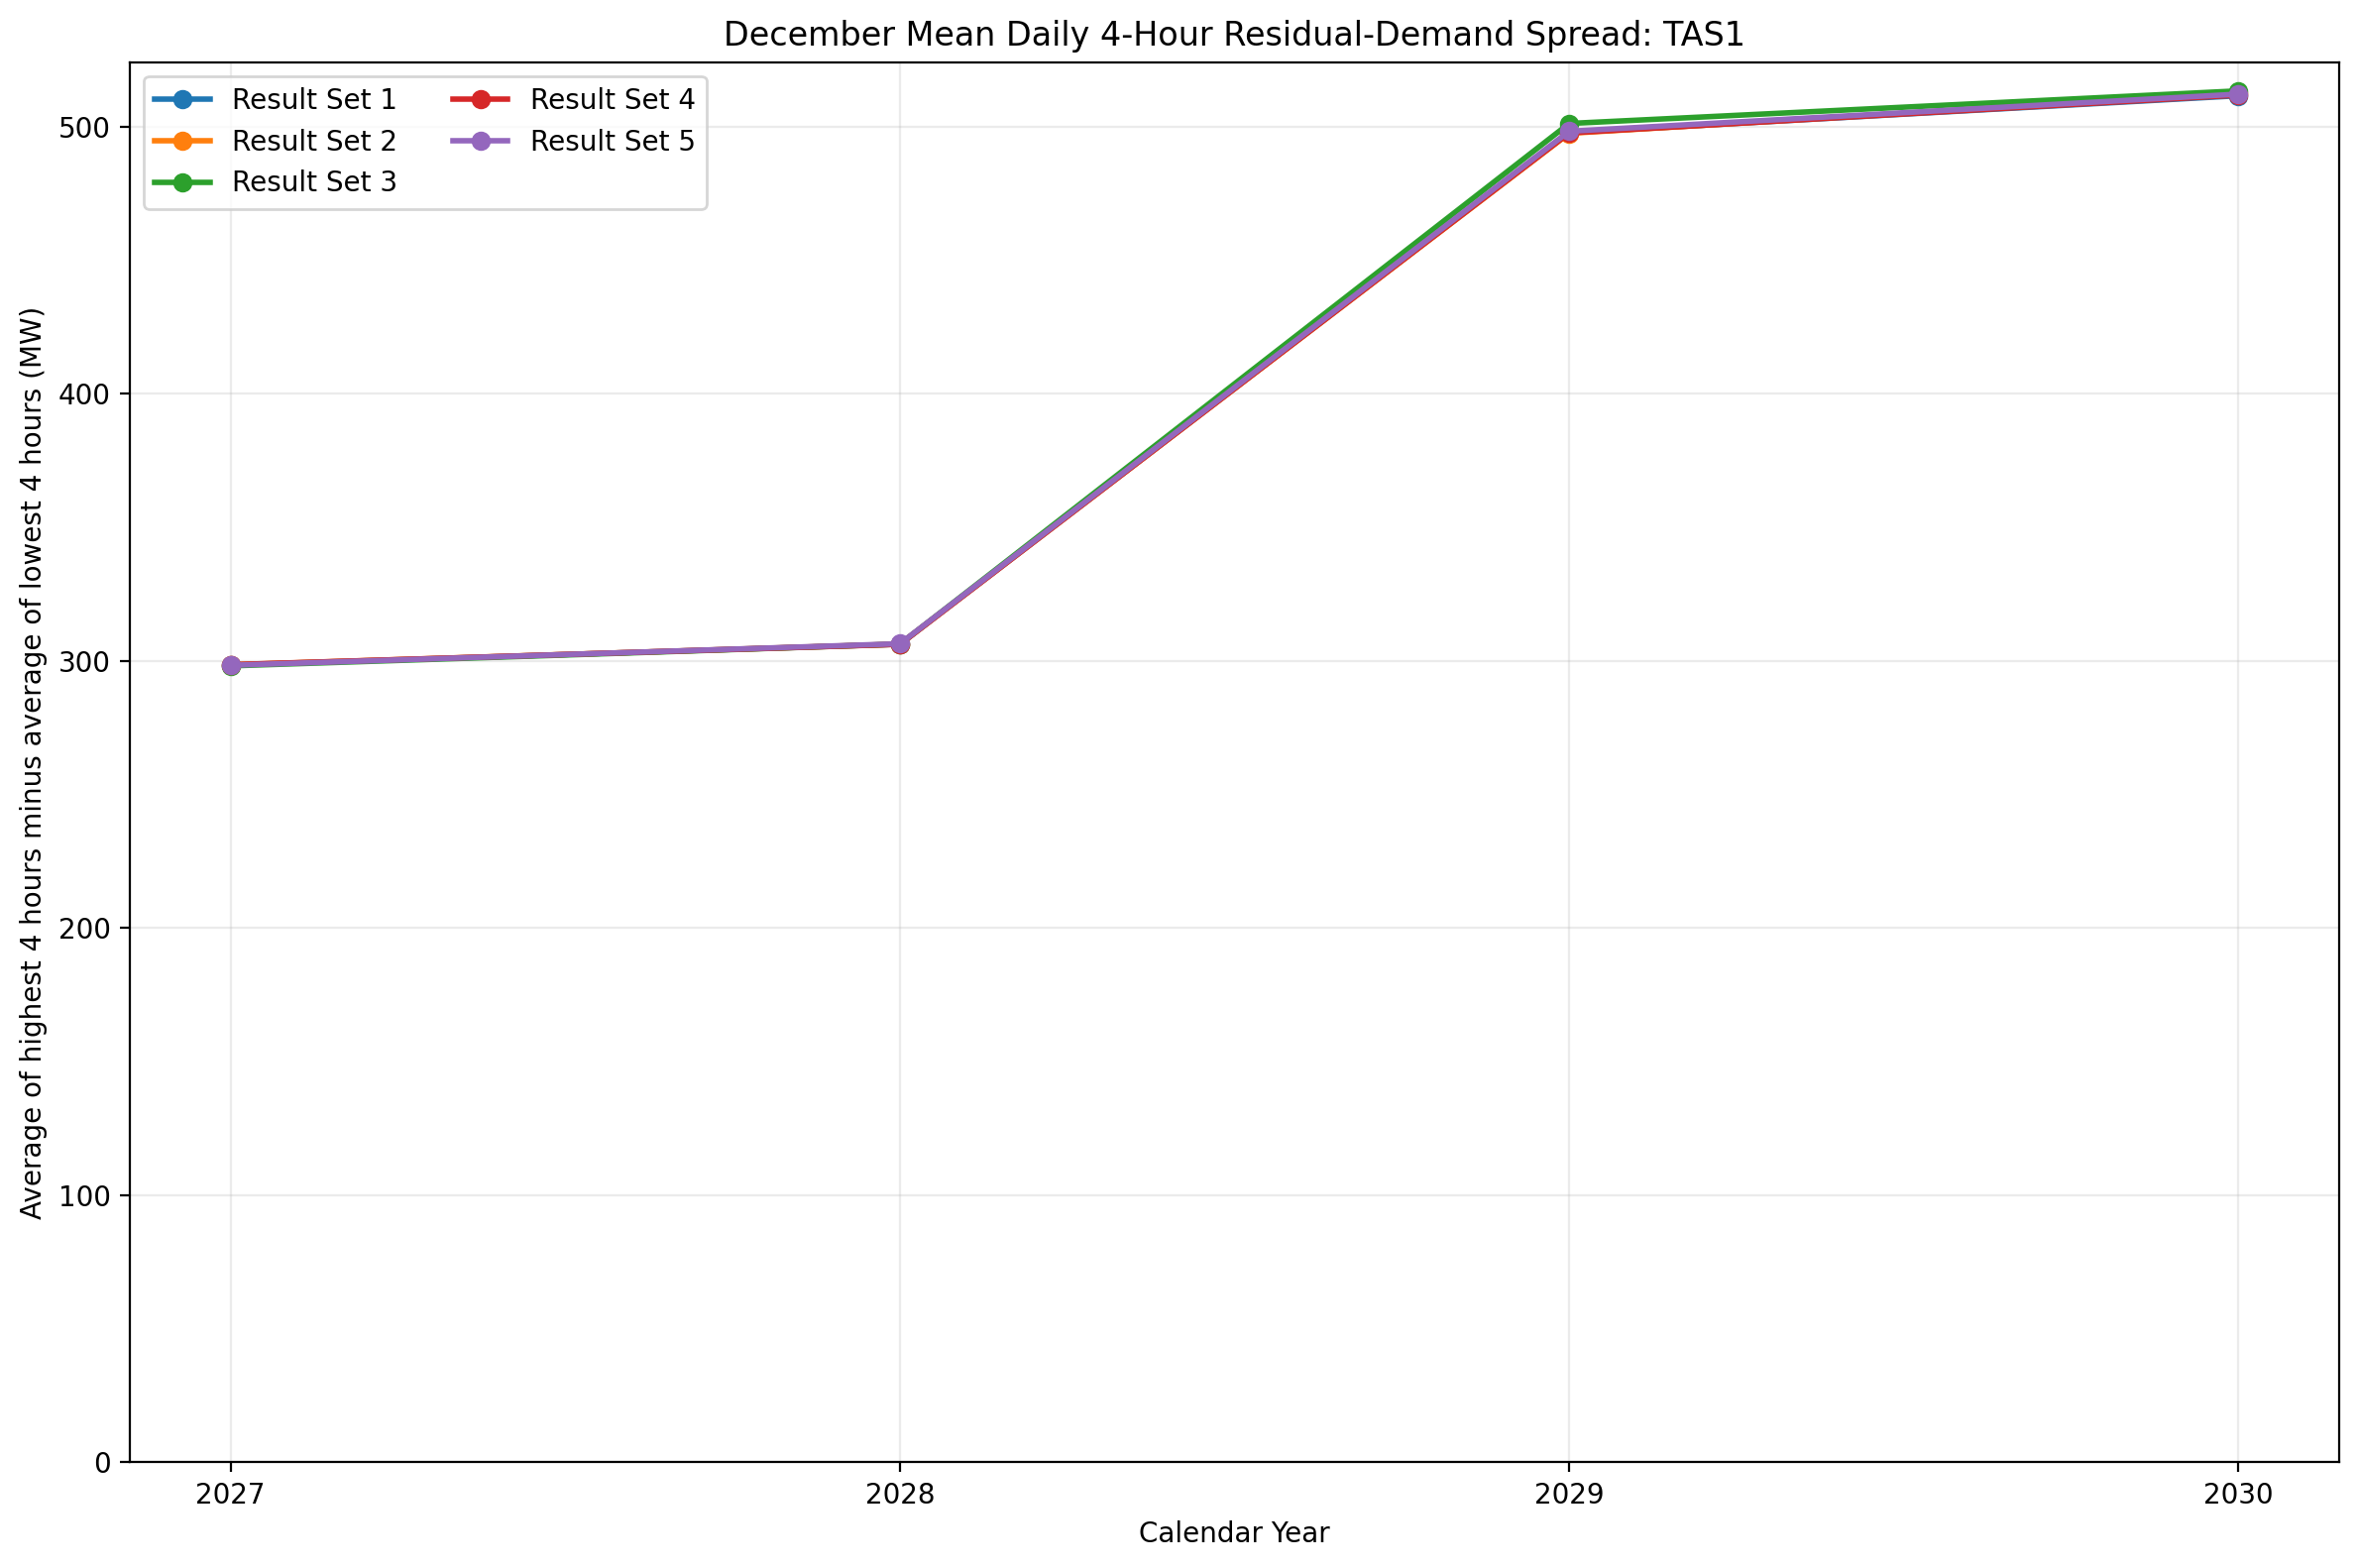 December Mean Daily 4-Hour Residual-Demand Spread: TAS1
Result Set 1
Result Set 2
Result Set 3
Result Set 4
Result Set 5
Average of highest 4 hours minus average of lowest 4 hours (MW)
500
400
300
200
100
0
2027
2028
2029
2030
Calendar Year